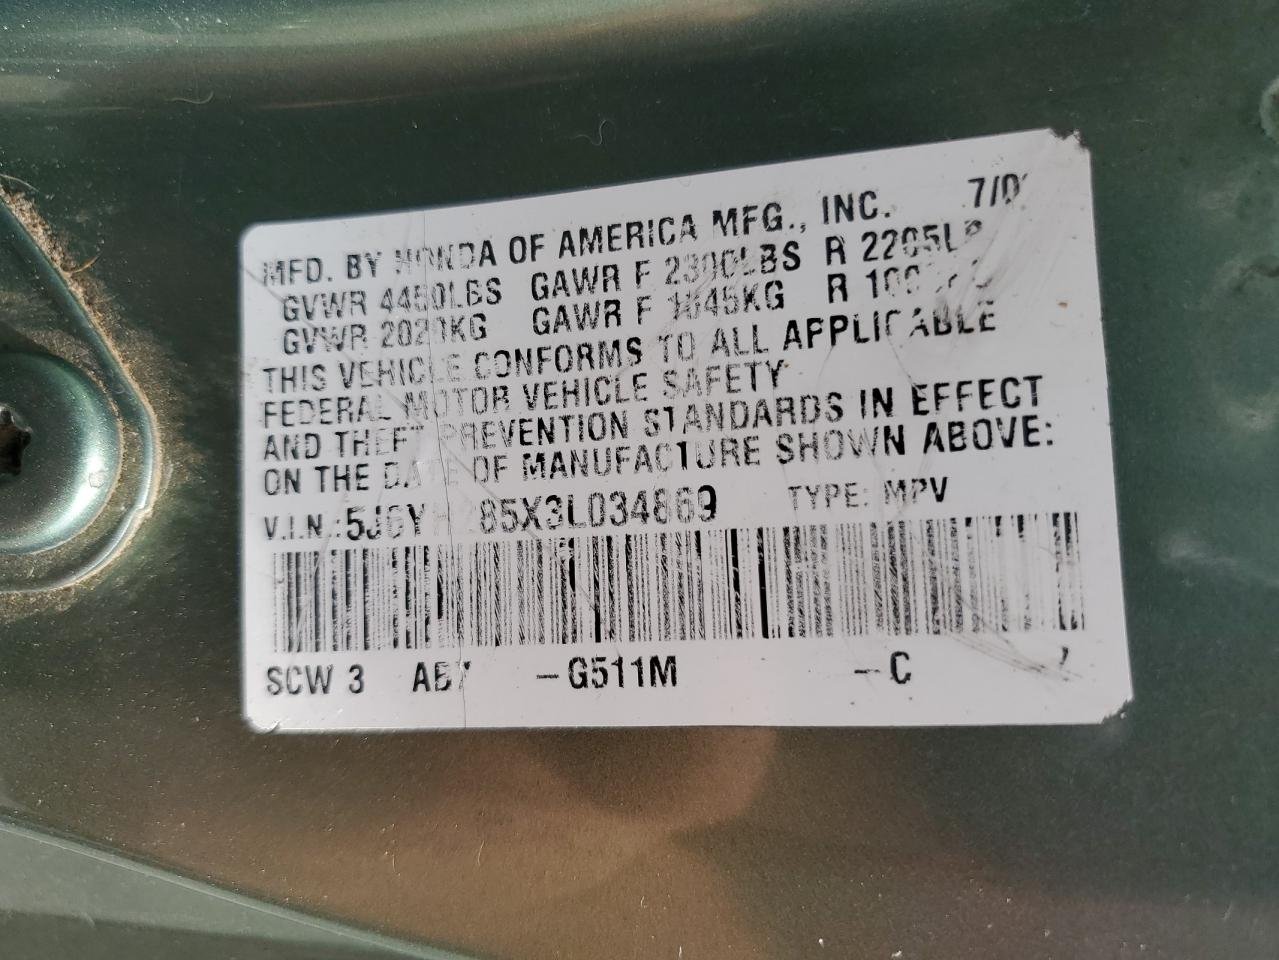 MFD. BY HONDA OF AMERICA MFG., INC.
GVWR 4450LBS GAWR F 2300LBS R 2205LB
GVWR 2020KG GAWR F 1045KG R
THIS VEHICLE CONFORMS TO ALL APPLICABLE
FEDERAL MOTOR VEHICLE SAFETY
AND THEFT PREVENTION STANDARDS IN EFFECT
ON THE DATE OF MANUFACTURE SHOWN ABOVE:
V.I.N.: TYPE: MPV
SCW 3 -G511M -C